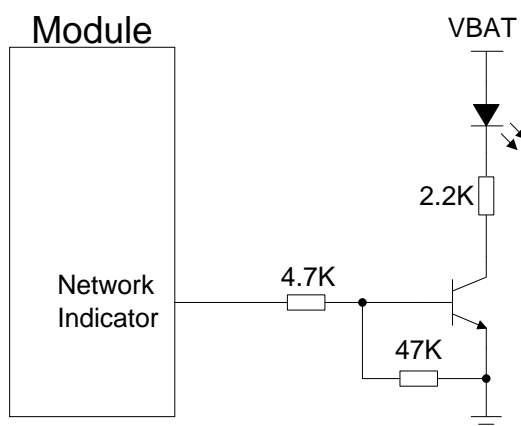 Module
VBAT
2.2K
4.7K
Network
Indicator
47K